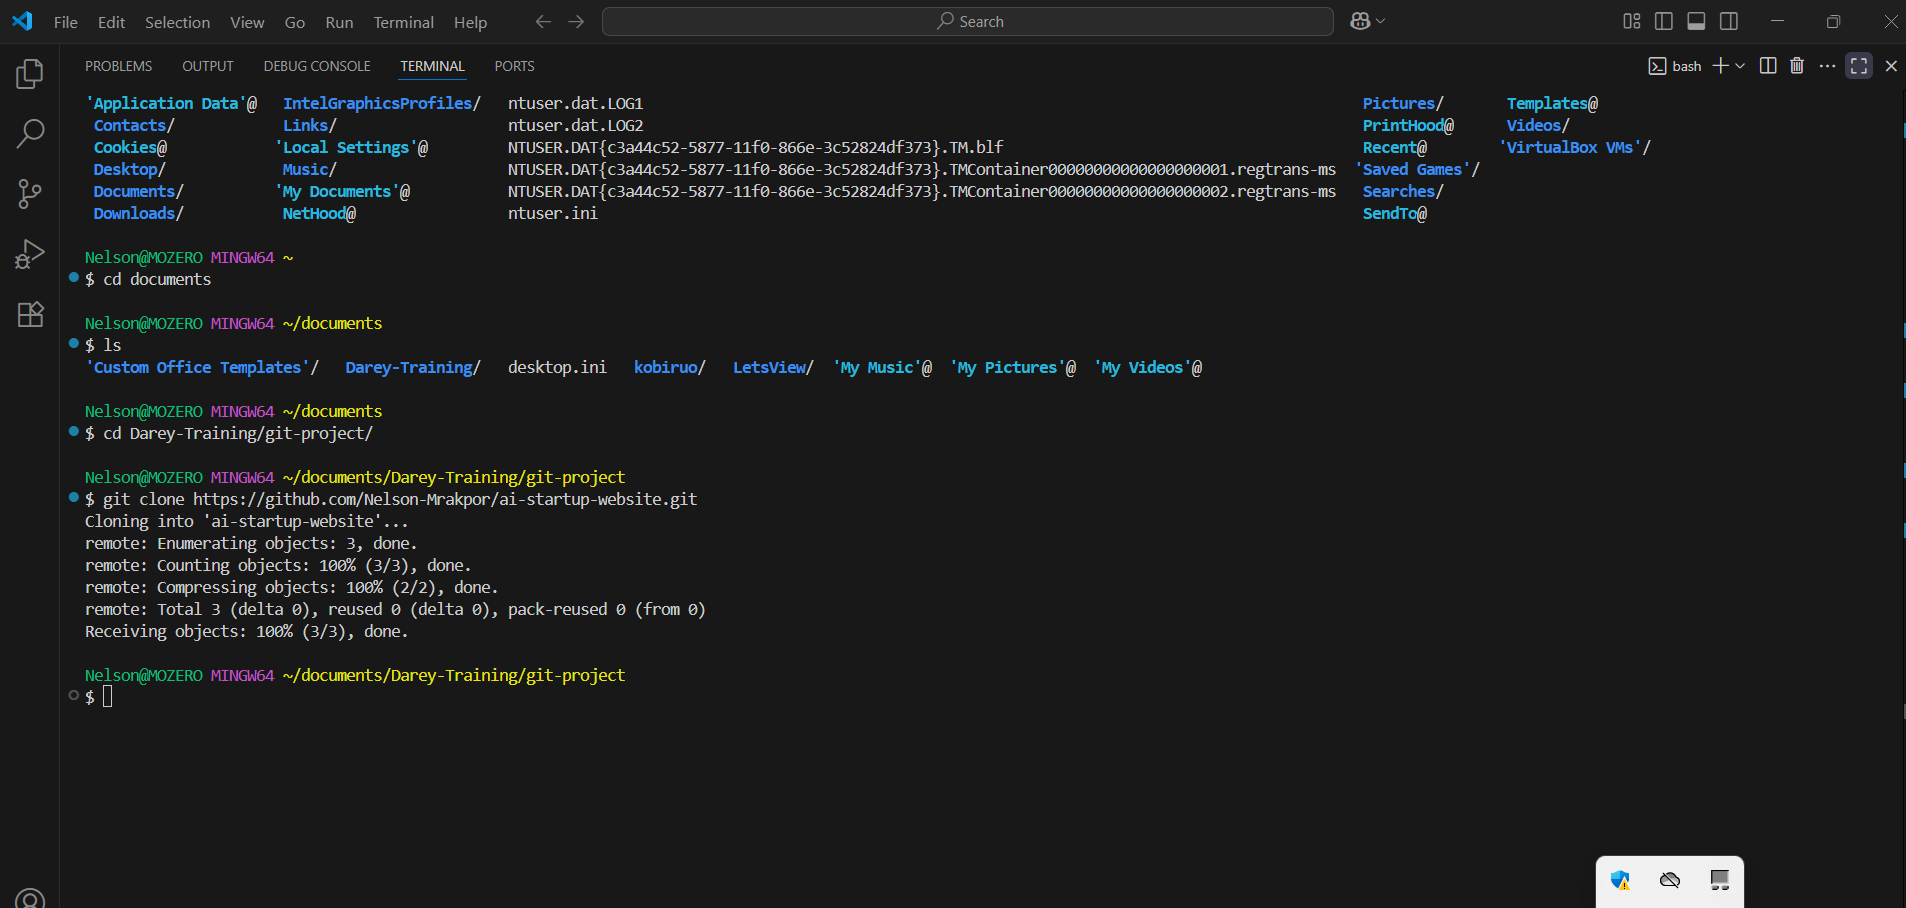 File Edit Selection View Go Run Terminal Help Search
PROBLEMS OUTPUT DEBUG CONSOLE TERMINAL PORTS bash
'Application Data'@ IntelGraphicsProfiles/ ntuser.dat.LOG1 Pictures/ Templates@
Contacts/ Links/ ntuser.dat.LOG2 PrintHood@ Videos/
Cookies@ 'Local Settings'@ NTUSER.DAT{c3a44c52-5877-11f0-866e-3c52824df373}.TM.blf Recent@ 'VirtualBox VMs'/
Desktop/ Music/ NTUSER.DAT{c3a44c52-5877-11f0-866e-3c52824df373}.TMContainer00000000000000000001.regtrans-ms 'Saved Games'/
Documents/ 'My Documents'@ NTUSER.DAT{c3a44c52-5877-11f0-866e-3c52824df373}.TMContainer00000000000000000002.regtrans-ms Searches/
Downloads/ NetHood@ ntuser.ini SendTo@
Nelson@MOZERO MINGW64 ~
$ cd documents
Nelson@MOZERO MINGW64 ~/documents
$ ls
'Custom Office Templates'/ Darey-Training/ desktop.ini kobiruo/ LetsView/ 'My Music'@ 'My Pictures'@ 'My Videos'@
Nelson@MOZERO MINGW64 ~/documents
$ cd Darey-Training/git-project/
Nelson@MOZERO MINGW64 ~/documents/Darey-Training/git-project
$ git clone https://github.com/Nelson-Mrakpor/ai-startup-website.git
Cloning into 'ai-startup-website'...
remote: Enumerating objects: 3, done.
remote: Counting objects: 100% (3/3), done.
remote: Compressing objects: 100% (2/2), done.
remote: Total 3 (delta 0), reused 0 (delta 0), pack-reused 0 (from 0)
Receiving objects: 100% (3/3), done.
Nelson@MOZERO MINGW64 ~/documents/Darey-Training/git-project
$